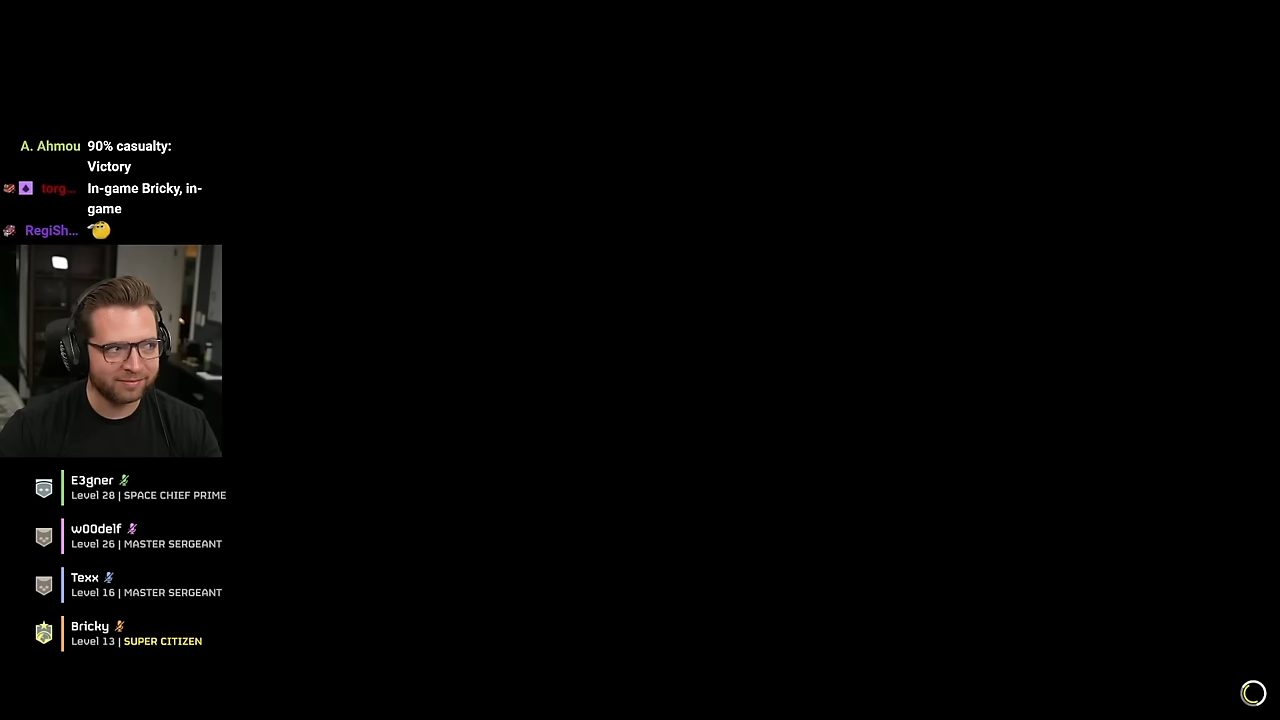 A. Ahmou 90% casualty:
Victory
torg... In-game Bricky, in-
game
RegiSh...
E3gner
Level 28 | SPACE CHIEF PRIME
w00delf
Level 26 | MASTER SERGEANT
Texx
Level 16 | MASTER SERGEANT
Bricky
Level 13 | SUPER CITIZEN